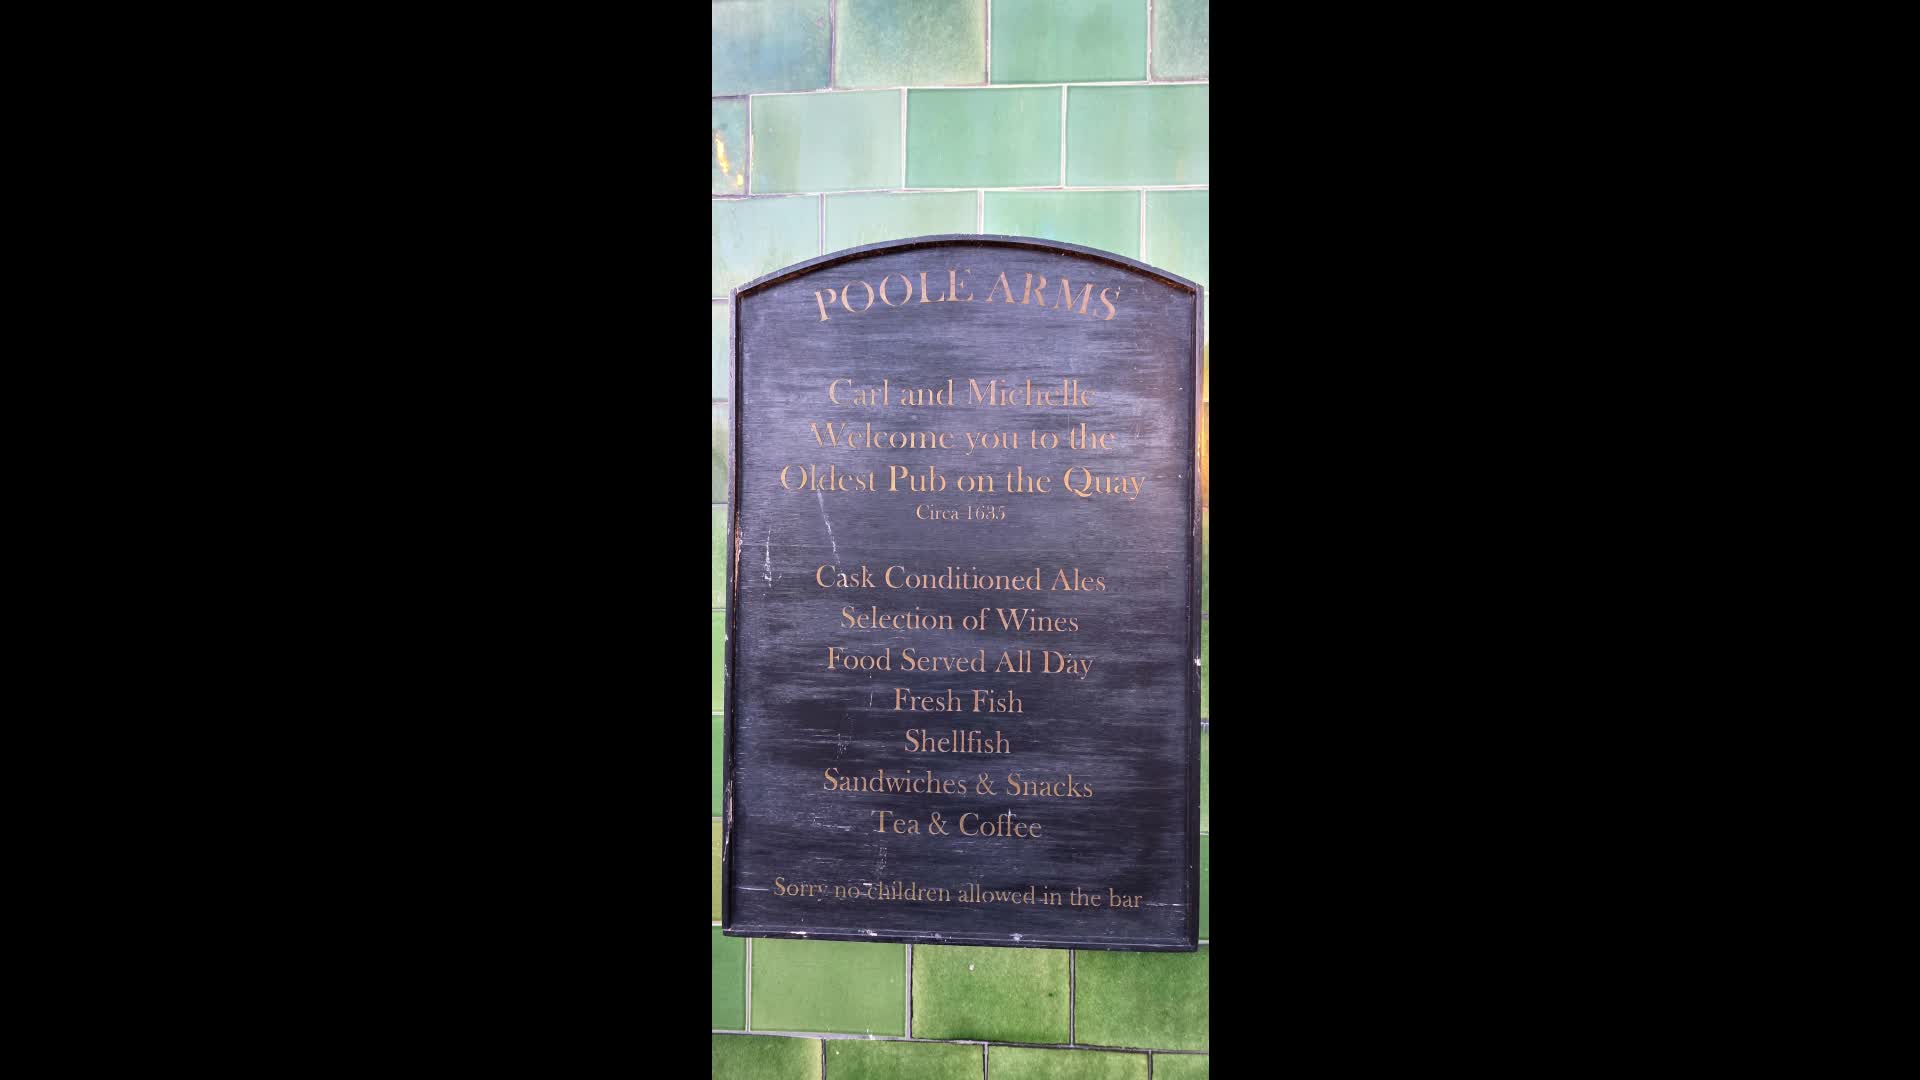 POOLE ARMS
Carl and Michelle
Welcome you to the
Oldest Pub on the Quay
Circa 1635
Cask Conditioned Ales
Selection of Wines
Food Served All Day
Fresh Fish
Shellfish
Sandwiches & Snacks
Tea & Coffee
Sorry no children allowed in the bar